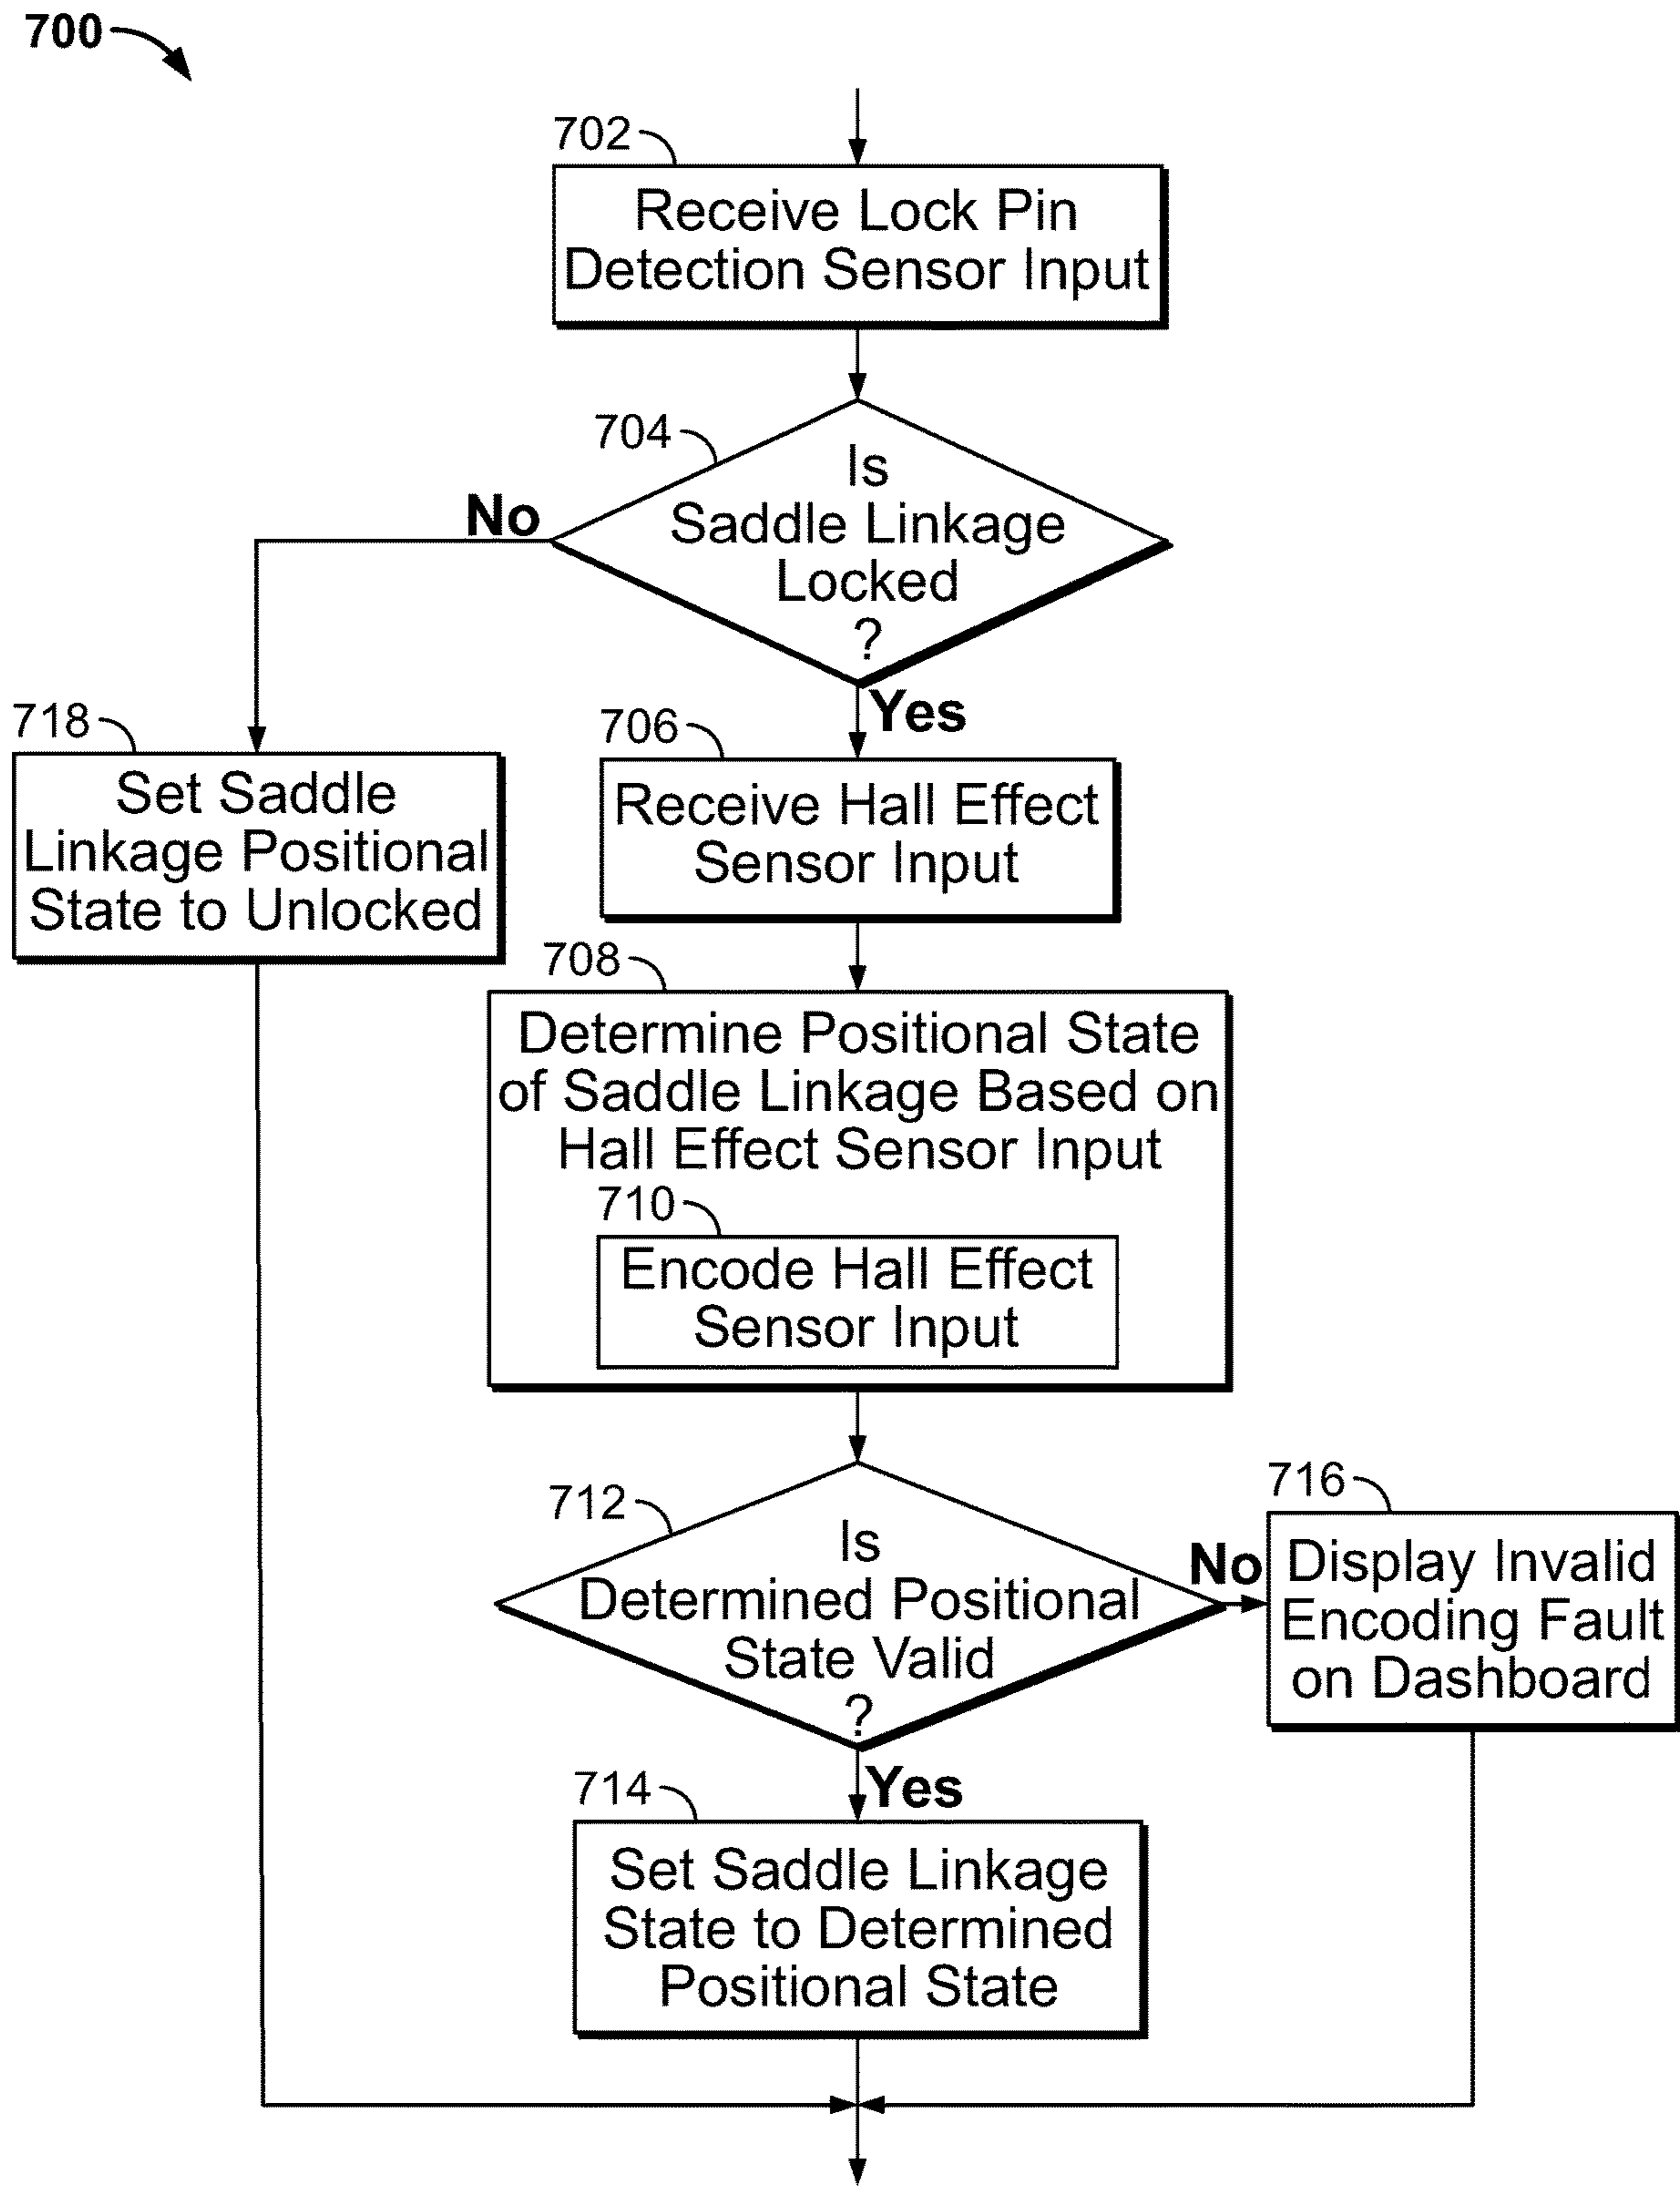 700
702
Receive Lock Pin
Detection Sensor Input
704
Is
Saddle Linkage
Locked
?
No
Yes
718
Set Saddle
Linkage Positional
State to Unlocked
706
Receive Hall Effect
Sensor Input
708
Determine Positional State
of Saddle Linkage Based on
Hall Effect Sensor Input
710
Encode Hall Effect
Sensor Input
712
Is
Determined Positional
State Valid
?
No
716
Display Invalid
Encoding Fault
on Dashboard
Yes
714
Set Saddle Linkage
State to Determined
Positional State